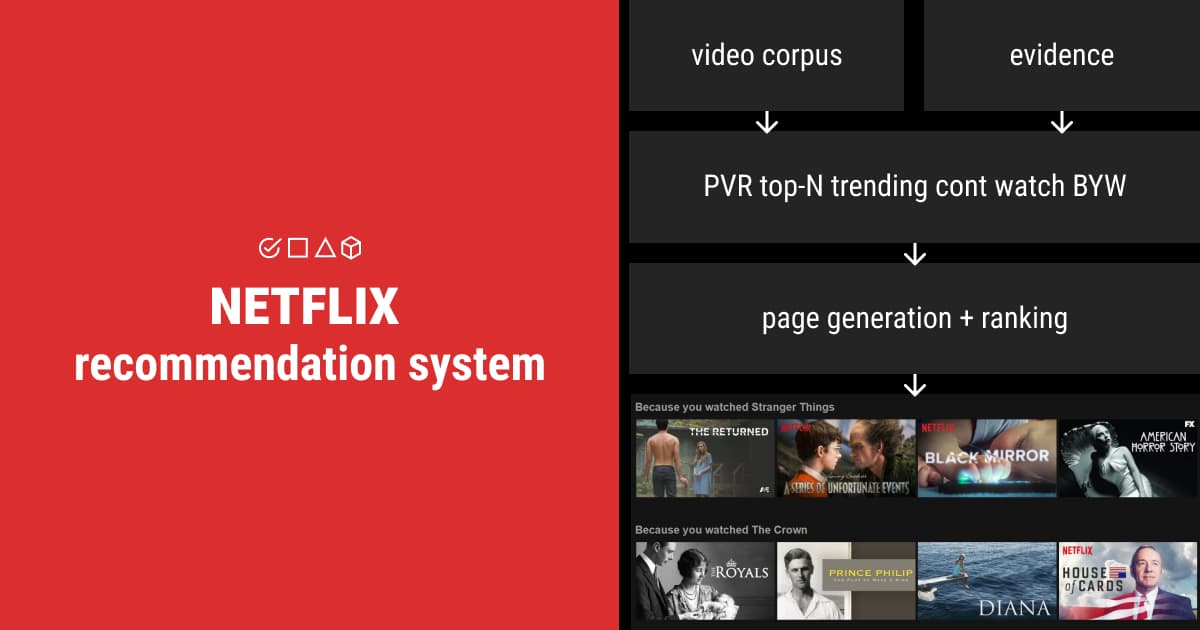 NETFLIX
recommendation system
video corpus
evidence
PVR top-N trending cont watch BYW
page generation + ranking
Because you watched Stranger Things
THE RETURNED
A&E
NETFLIX
A SERIES OF UNFORTUNATE EVENTS
NETFLIX
BLACK MIRROR
FX
AMERICAN
HORROR STORY
Because you watched The Crown
THE ROYALS
PRINCE PHILIP
DIANA
NETFLIX
HOUSE
of CARDS